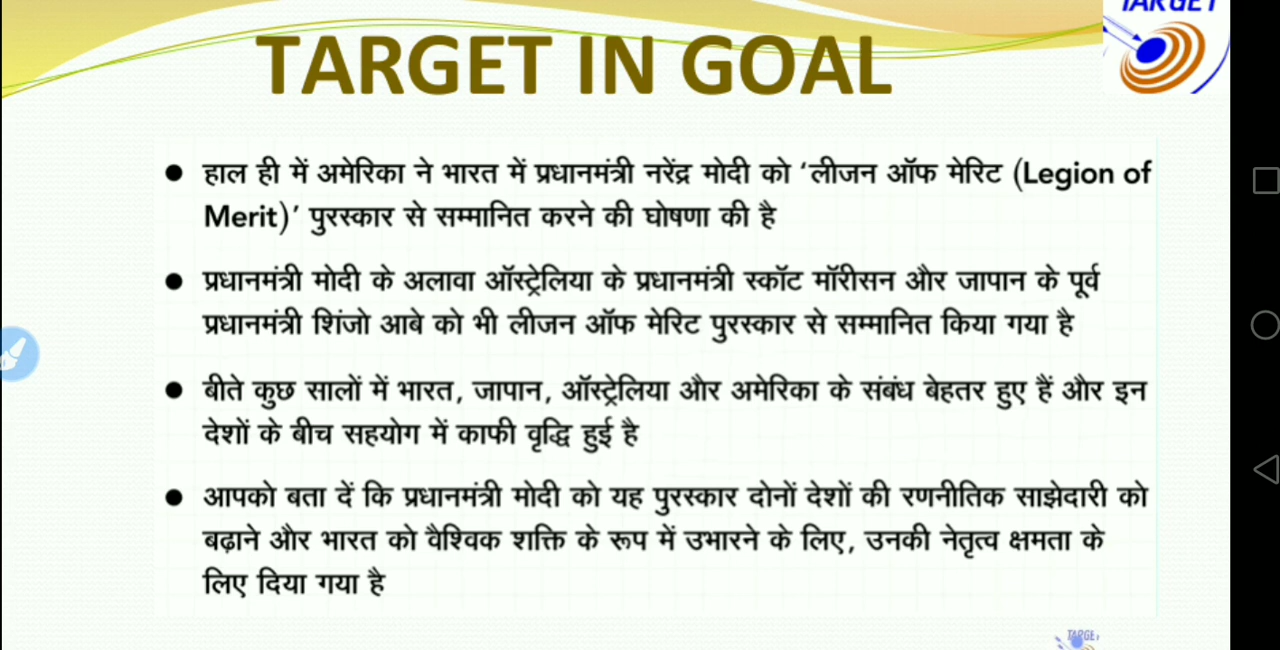 TARGET
TARGET IN GOAL
● हाल ही में अमेरिका ने भारत में प्रधानमंत्री नरेंद्र मोदी को ‘लीजन ऑफ मेरिट (Legion of
Merit)’ पुरस्कार से सम्मानित करने की घोषणा की है
● प्रधानमंत्री मोदी के अलावा ऑस्ट्रेलिया के प्रधानमंत्री स्कॉट मॉरीसन और जापान के पूर्व
प्रधानमंत्री शिंजो आबे को भी लीजन ऑफ मेरिट पुरस्कार से सम्मानित किया गया है
● बीते कुछ सालों में भारत, जापान, ऑस्ट्रेलिया और अमेरिका के संबंध बेहतर हुए हैं और इन
देशों के बीच सहयोग में काफी वृद्धि हुई है
● आपको बता दें कि प्रधानमंत्री मोदी को यह पुरस्कार दोनों देशों की रणनीतिक साझेदारी को
बढ़ाने और भारत को वैश्विक शक्ति के रूप में उभारने के लिए, उनकी नेतृत्व क्षमता के
लिए दिया गया है
TARGET